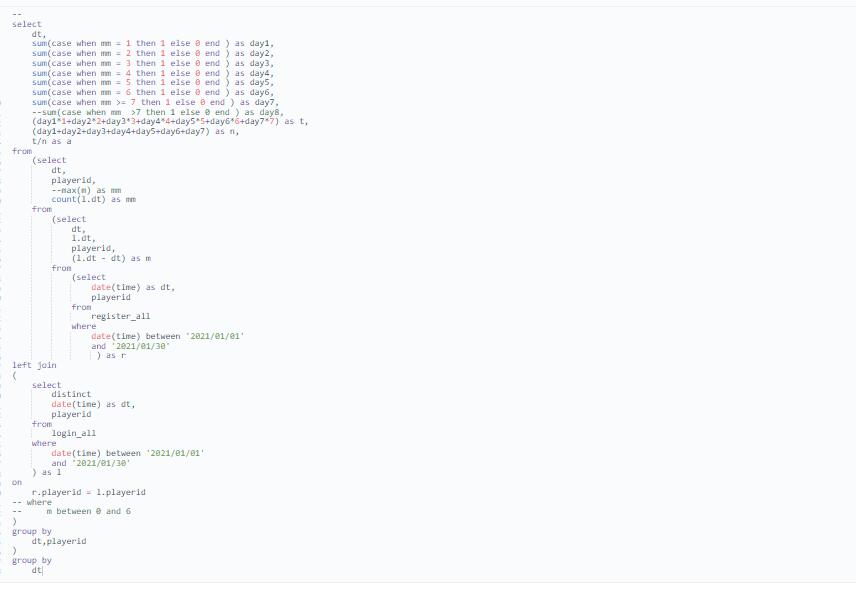 --
select
    dt,
    sum(case when mm = 1 then 1 else 0 end ) as day1,
    sum(case when mm = 2 then 1 else 0 end ) as day2,
    sum(case when mm = 3 then 1 else 0 end ) as day3,
    sum(case when mm = 4 then 1 else 0 end ) as day4,
    sum(case when mm = 5 then 1 else 0 end ) as day5,
    sum(case when mm = 6 then 1 else 0 end ) as day6,
    sum(case when mm >= 7 then 1 else 0 end ) as day7,
    --sum(case when mm  >7 then 1 else 0 end ) as day8,
    (day1*1+day2*2+day3*3+day4*4+day5*5+day6*6+day7*7) as t,
    (day1+day2+day3+day4+day5+day6+day7) as n,
    t/n as a
from
    (select
        dt,
        playerid,
        --max(m) as mm
        count(l.dt) as mm
    from
        (select
            dt,
            l.dt,
            playerid,
            (l.dt - dt) as m
        from
            (select
                date(time) as dt,
                playerid
            from
                register_all
            where
                date(time) between '2021/01/01'
                and '2021/01/30'
                 ) as r
left join
(
    select
        distinct
        date(time) as dt,
        playerid
    from
        login_all
    where
        date(time) between '2021/01/01'
        and '2021/01/30'
    ) as l
on
    r.playerid = l.playerid
-- where
--     m between 0 and 6
)
group by
    dt,playerid
)
group by
    dt